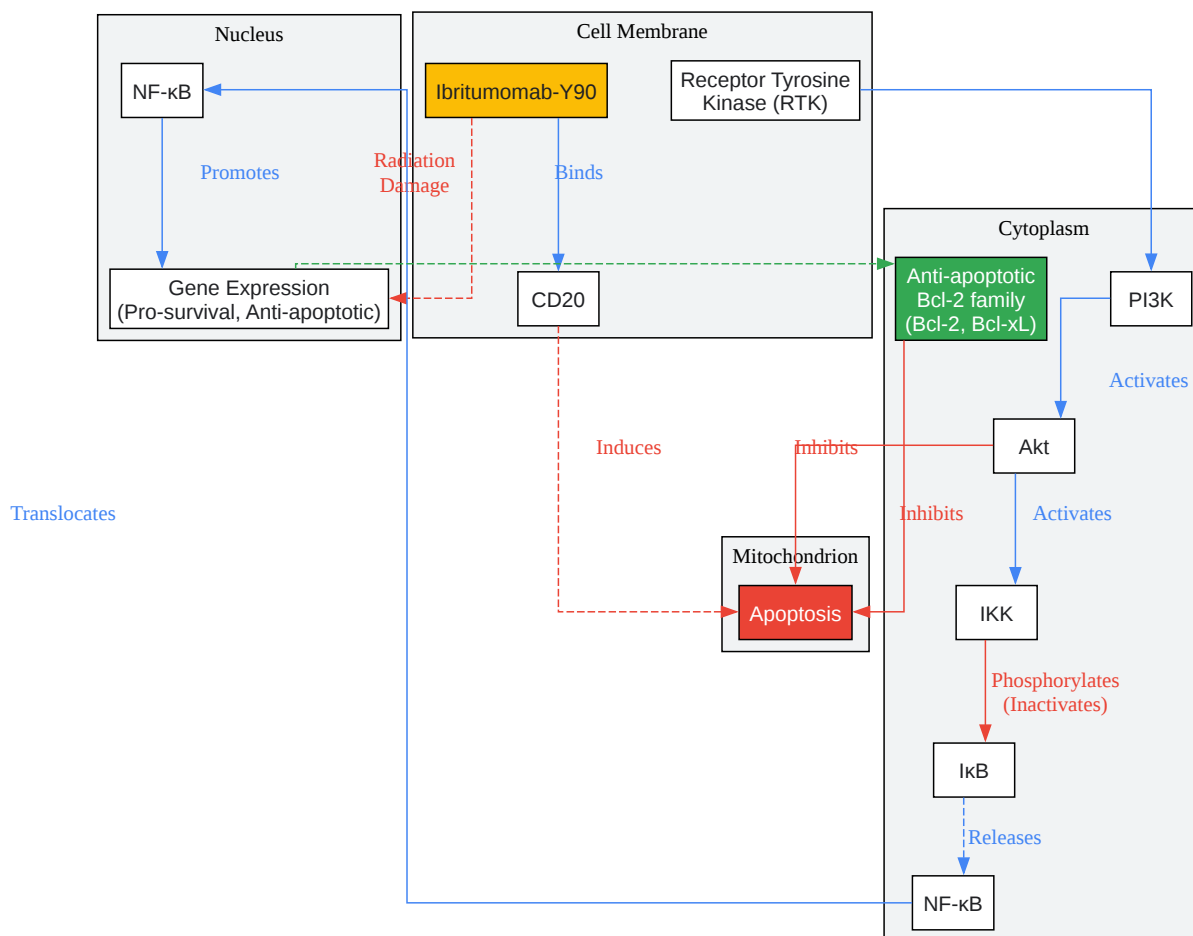 Nucleus
Cell Membrane
NF-κB
Ibritumomab-Y90
Receptor Tyrosine
Kinase (RTK)
Promotes
Radiation
Damage
Binds
Cytoplasm
Gene Expression
(Pro-survival, Anti-apoptotic)
CD20
Anti-apoptotic
Bcl-2 family
(Bcl-2, Bcl-xL)
PI3K
Activates
Induces
Inhibits
Akt
Translocates
Inhibits
Activates
Mitochondrion
Apoptosis
IKK
Phosphorylates
(Inactivates)
IκB
Releases
NF-κB